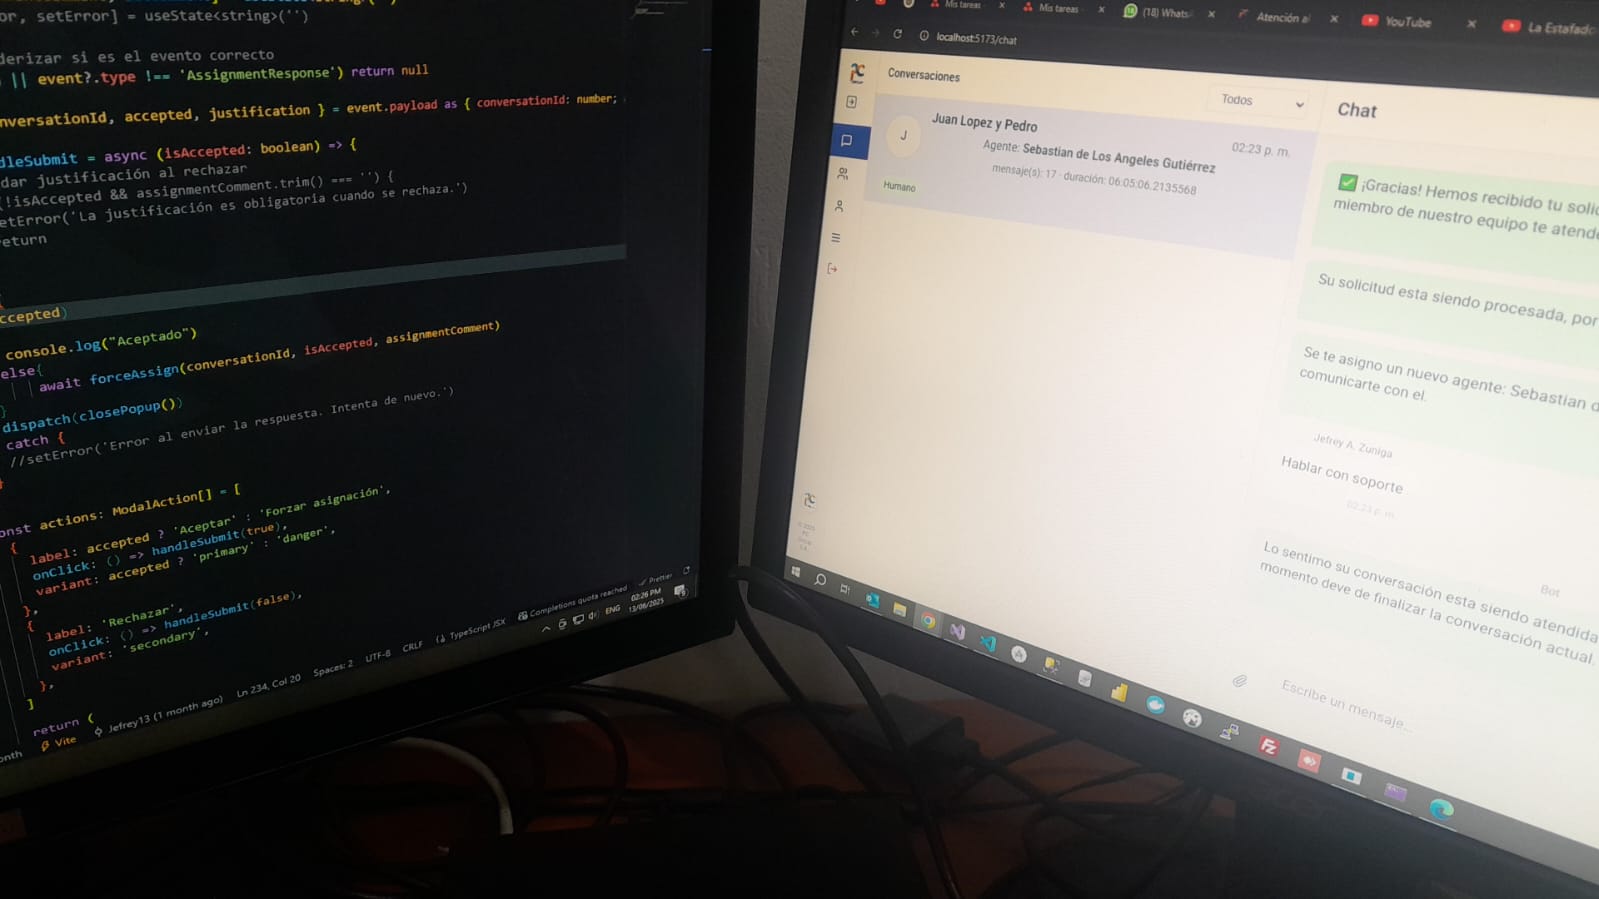 or, setError] = useState<string>('')
derizar si es el evento correcto
|| event?.type !== 'AssignmentResponse') return null
nversationId, accepted, justification } = event.payload as { conversationId: number;
dleSubmit = async (isAccepted: boolean) => {
dar justificación al rechazar
(!isAccepted && assignmentComment.trim() === '') {
etError('La justificación es obligatoria cuando se rechaza.')
return
ccepted)
console.log("Aceptado")
else{
await forceAssign(conversationId, isAccepted, assignmentComment)
}
dispatch(closePopup())
catch {
//setError('Error al enviar la respuesta. Intenta de nuevo.')
onst actions: ModalAction[] = [
{
label: accepted ? 'Aceptar' : 'Forzar asignación',
onClick: () => handleSubmit(true),
variant: accepted ? 'primary' : 'danger',
},
{
label: 'Rechazar',
onClick: () => handleSubmit(false),
variant: 'secondary',
},
]
return (
onth
Vite
Jefrey13 (1 month ago)
Ln 234, Col 20
Spaces: 2
UTF-8
CRLF
TypeScript JSX
Completions quota reached
Prettier
ENG
02:26 PM
13/06/2025
Mis tareas
Mis tareas
(18) Whats
Atención al
YouTube
La Estafado
localhost:5173/chat
Conversaciones
Todos
J
Juan Lopez y Pedro
02:23 p. m.
Agente: Sebastian de Los Angeles Gutiérrez
mensaje(s): 17 · duración: 06:05:06.2135568
Humano
Chat
✅ ¡Gracias! Hemos recibido tu solic
miembro de nuestro equipo te atende
Su solicitud esta siendo procesada, por
Se te asigno un nuevo agente: Sebastian d
comunicarte con el.
Jefrey A. Zuniga
Hablar con soporte
02:23 p. m.
Bot
Lo sentimo su conversación esta siendo atendida
momento deve de finalizar la conversación actual.
Escribe un mensaje...